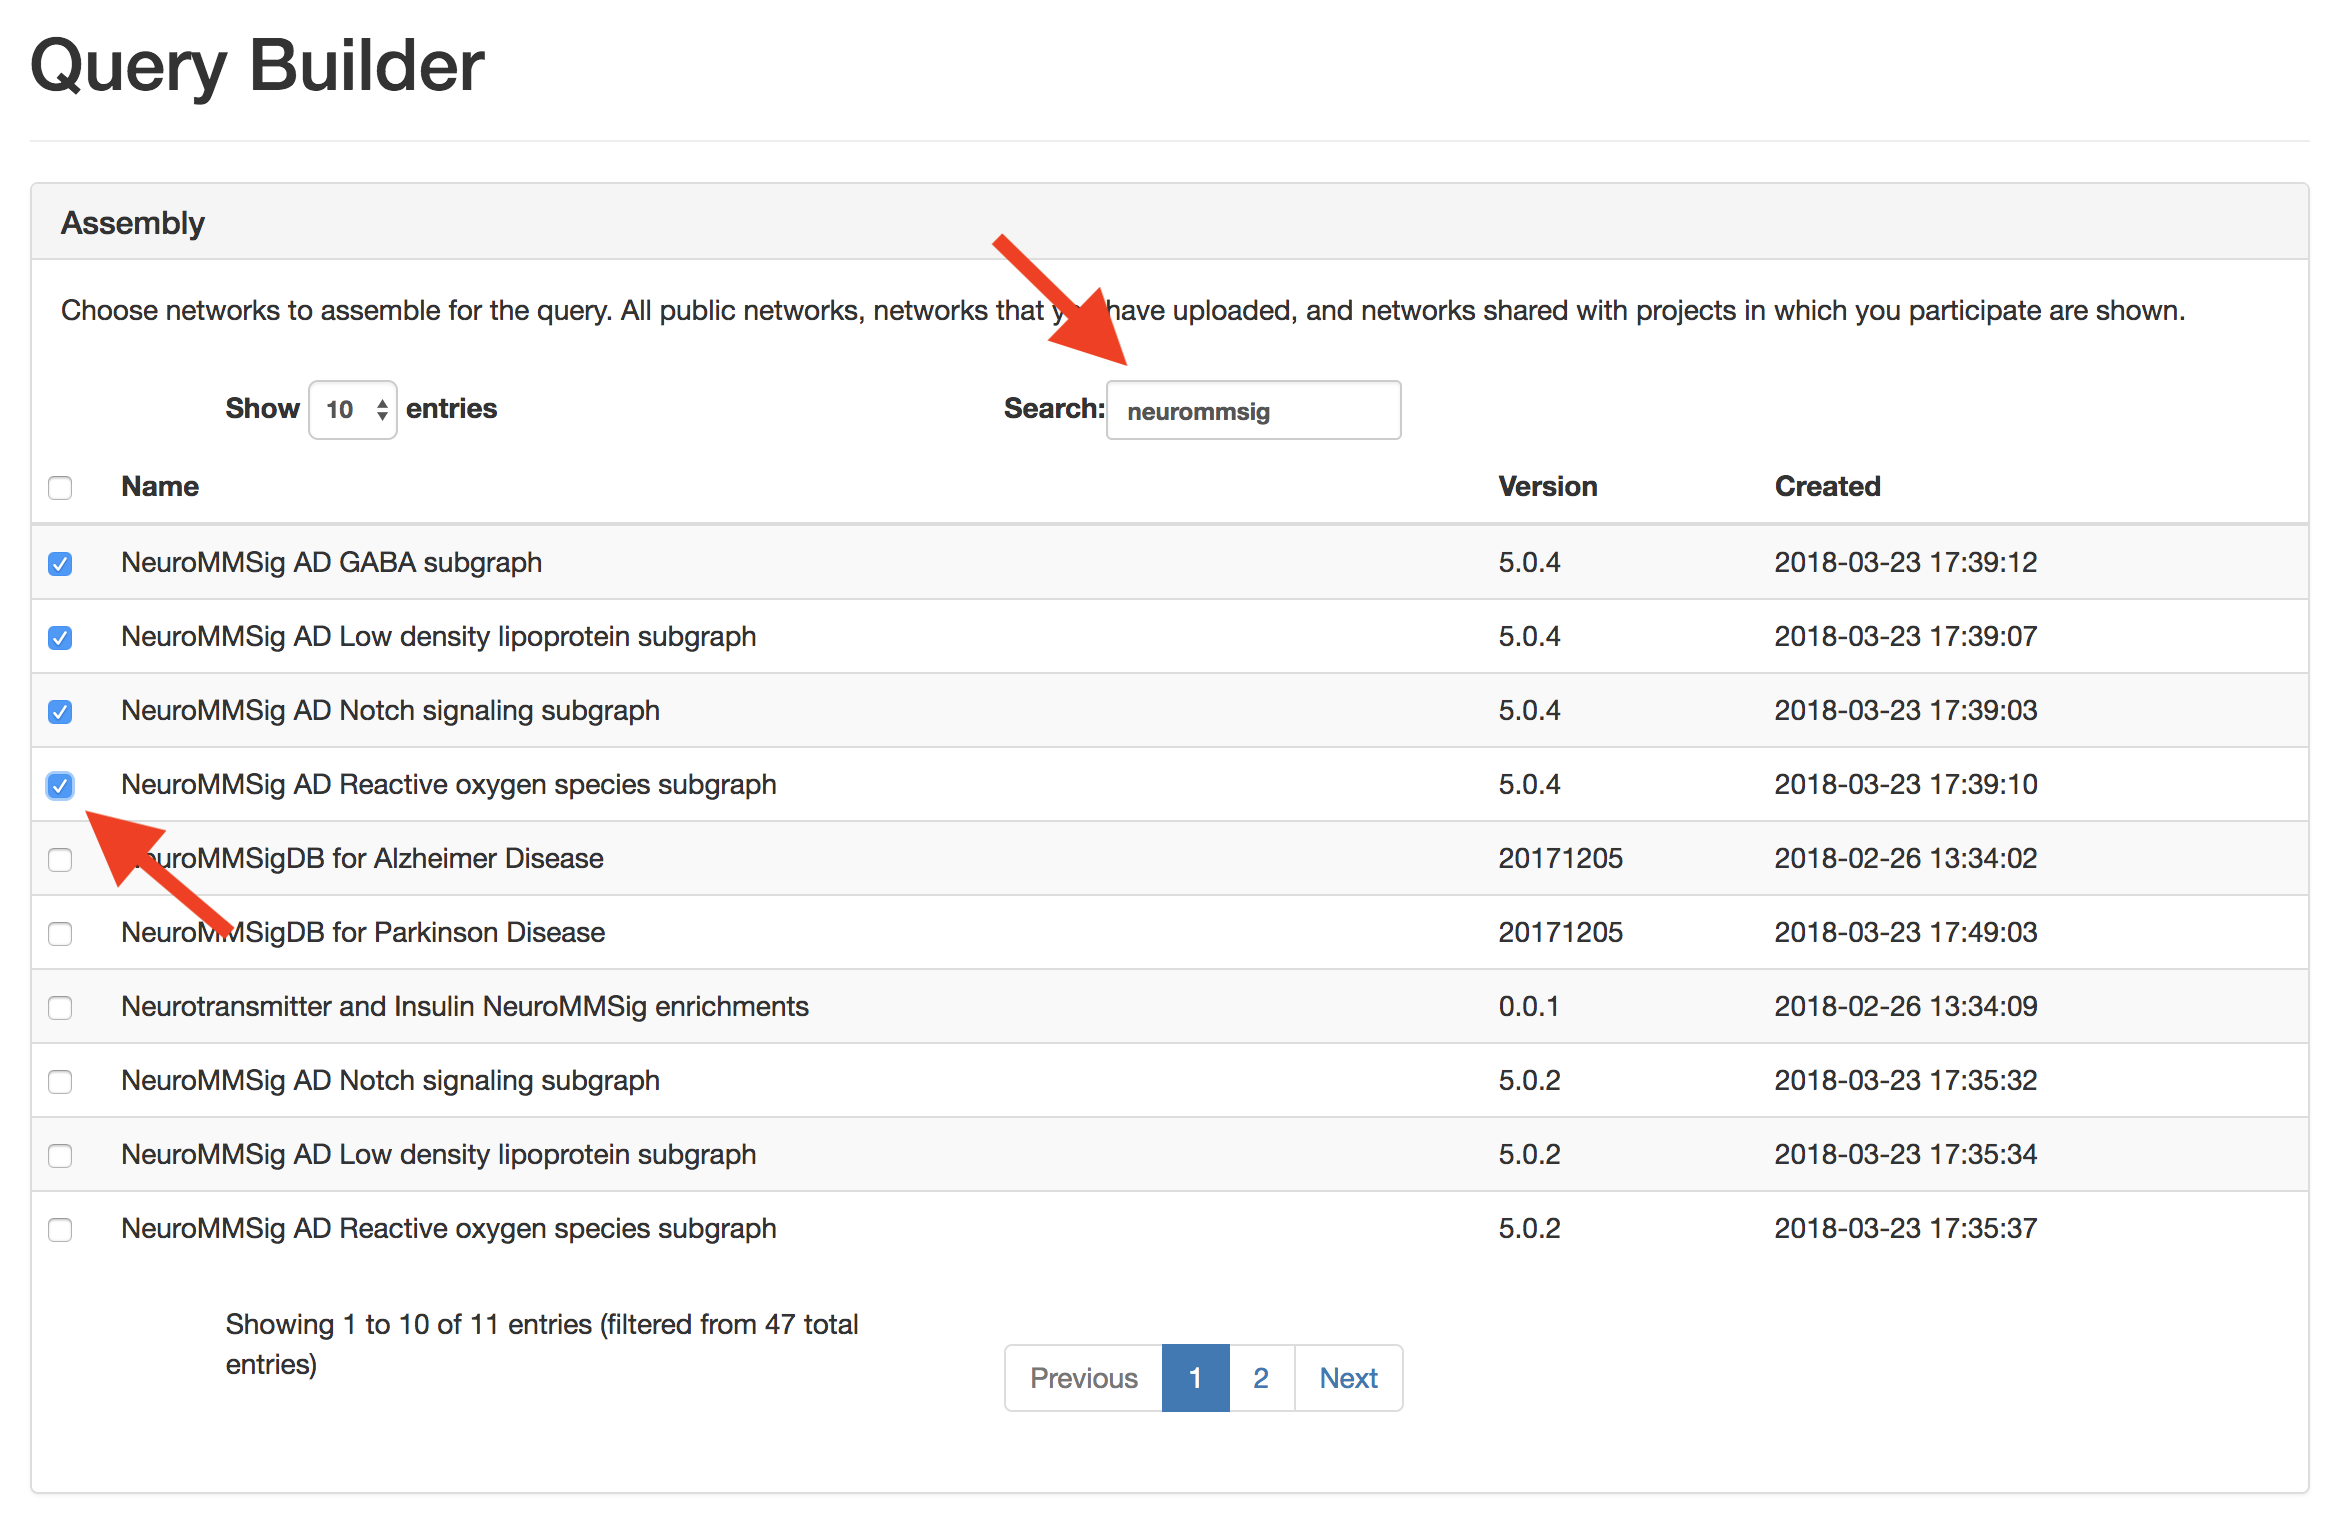 Query Builder
Assembly
Choose networks to assemble for the query. All public networks, networks that you have uploaded, and networks shared with projects in which you participate are shown.
Show 10 entries Search: neurommsig
Name Version Created
NeuroMMSig AD GABA subgraph 5.0.4 2018-03-23 17:39:12
NeuroMMSig AD Low density lipoprotein subgraph 5.0.4 2018-03-23 17:39:07
NeuroMMSig AD Notch signaling subgraph 5.0.4 2018-03-23 17:39:03
NeuroMMSig AD Reactive oxygen species subgraph 5.0.4 2018-03-23 17:39:10
NeuroMMSigDB for Alzheimer Disease 20171205 2018-02-26 13:34:02
NeuroMMSigDB for Parkinson Disease 20171205 2018-03-23 17:49:03
Neurotransmitter and Insulin NeuroMMSig enrichments 0.0.1 2018-02-26 13:34:09
NeuroMMSig AD Notch signaling subgraph 5.0.2 2018-03-23 17:35:32
NeuroMMSig AD Low density lipoprotein subgraph 5.0.2 2018-03-23 17:35:34
NeuroMMSig AD Reactive oxygen species subgraph 5.0.2 2018-03-23 17:35:37
Showing 1 to 10 of 11 entries (filtered from 47 total
entries)
Previous 1 2 Next